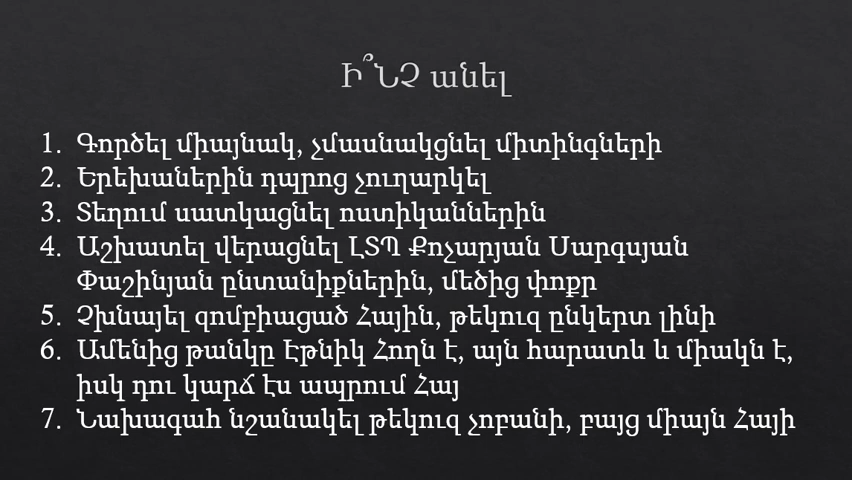 Ի՞ՆՉ անել
1. Գործել միայնակ, չմասնակցնել միտինգների
2. Երեխաներին դպրոց չուղարկել
3. Տեղում սատկացնել ոստիկաններին
4. Աշխատել վերացնել ԼՏՊ Քոչարյան Սարգսյան
Փաշինյան ընտանիքներին, մեծից փոքր
5. Չխնայել զոմբիացած Հային, թեկուզ ընկերտ լինի
6. Ամենից թանկը Էթնիկ Հողն է, այն հարատև և միակն է,
իսկ դու կարճ էս ապրում Հայ
7. Նախագահ նշանակել թեկուզ չոբանի, բայց միայն Հայի